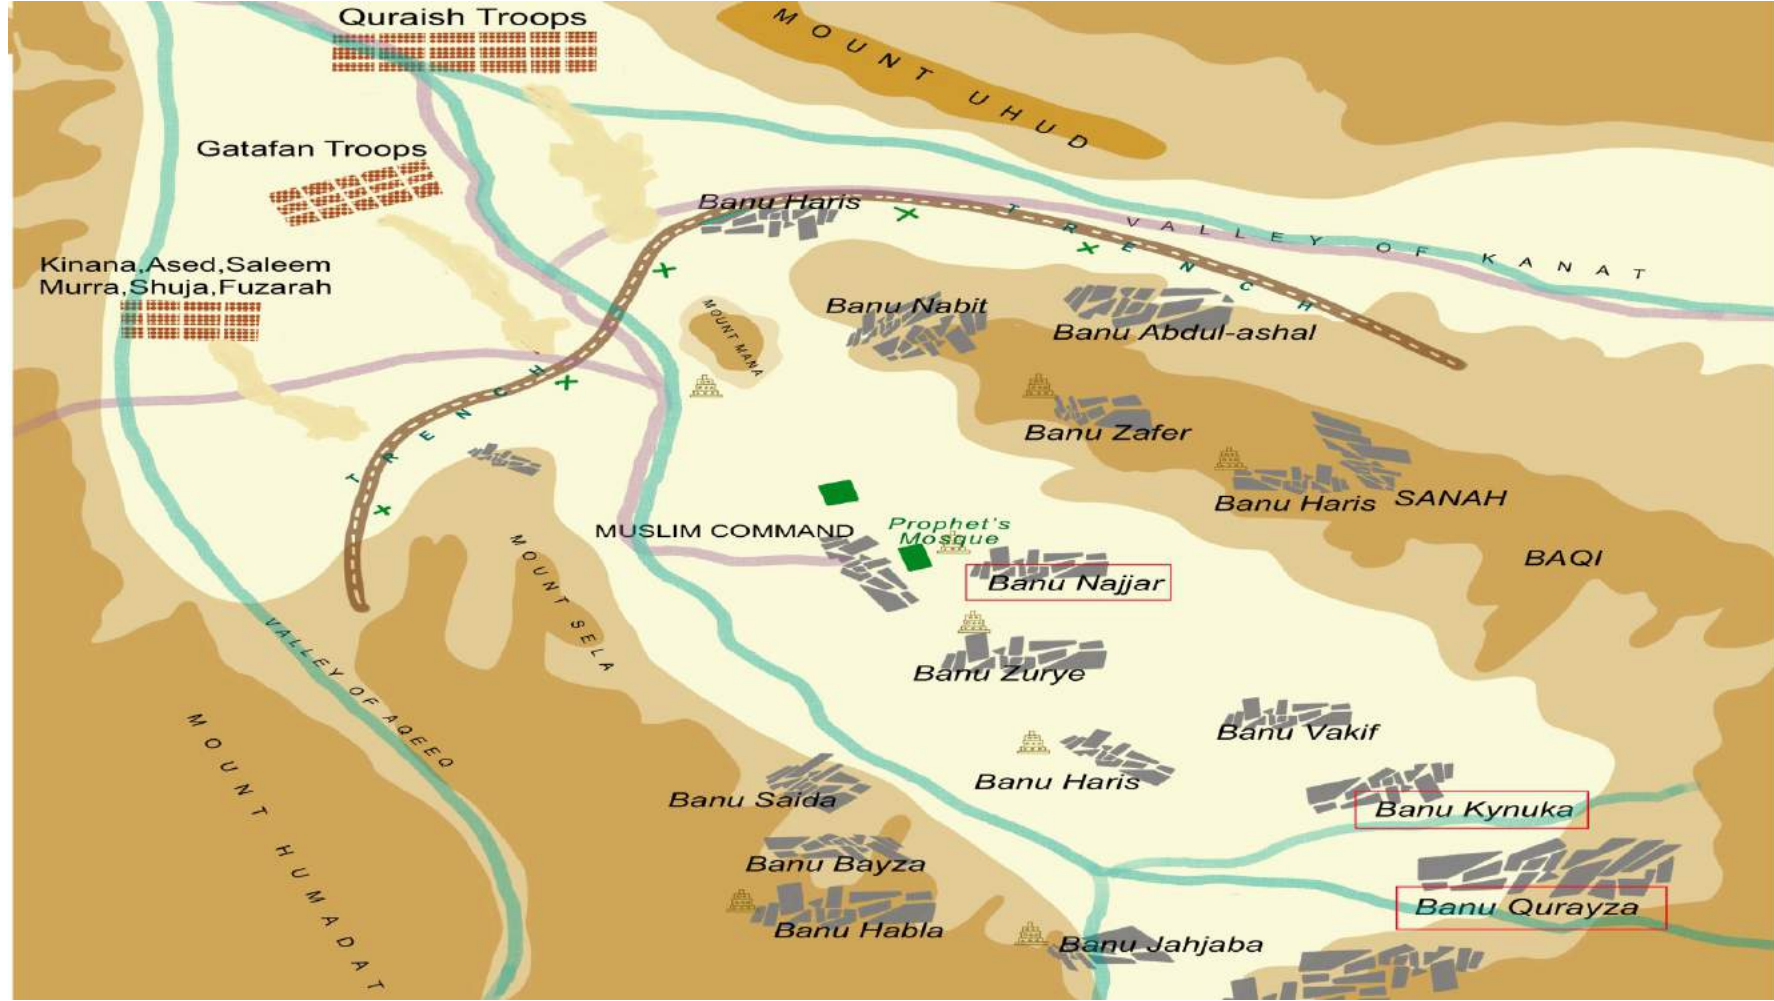 Quraish Troops
MOUNT UHUD
Gatafan Troops
Banu Haris
TRENCH
VALLEY OF KANAT
Kinana,Ased,Saleem
Murra,Shuja,Fuzarah
Banu Nabit
MOUNT MANA
Banu Abdul-ashal
TRENCH
Banu Zafer
Banu Haris
SANAH
MUSLIM COMMAND
Prophet's
Mosque
BAQI
MOUNT SELA
Banu Najjar
VALLEY OF AQEEQ
Banu Zurye
MOUNT HUMADAT
Banu Vakif
Banu Haris
Banu Saida
Banu Kynuka
Banu Bayza
Banu Qurayza
Banu Habla
Banu Jahjaba